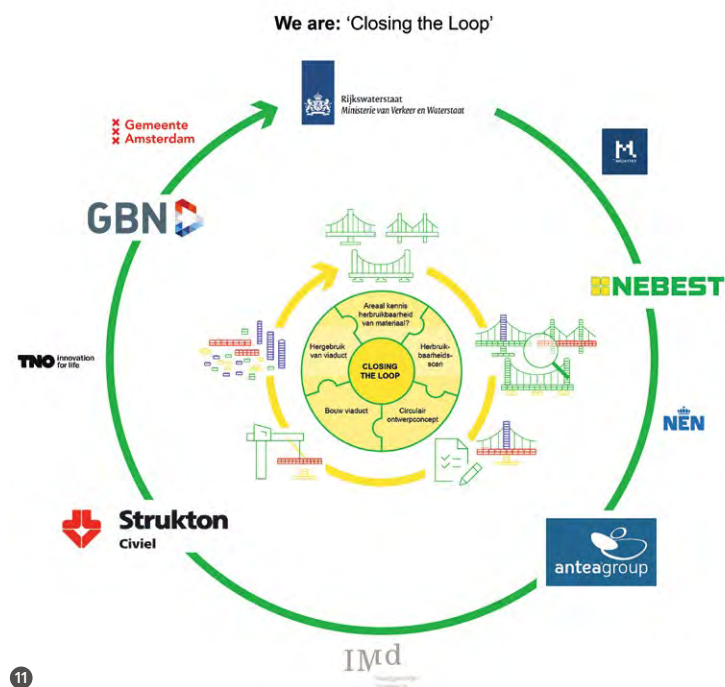 We are: 'Closing the Loop'
Rijkswaterstaat
Ministerie van Verkeer en Waterstaat
Gemeente
Amsterdam
GBN
NEBEST
Areaal kennis
herbruikbaarheid
van materiaal?
Hergebruik
van viaduct
Herbruik-
baarheids-
scan
CLOSING
THE LOOP
Bouw viaduct
Circulair
ontwerpconcept
TNO innovation
for life
NEN
Strukton
Civiel
anteagroup
IMd
11